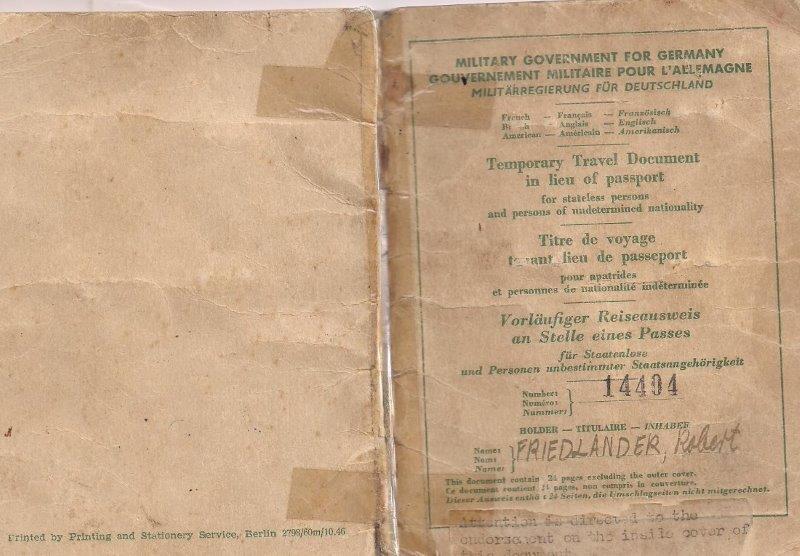 Printed by Printing and Stationery Service, Berlin 2798/60m/10.46
MILITARY GOVERNMENT FOR GERMANY
GOUVERNEMENT MILITAIRE POUR L'ALLEMAGNE
MILITÄRREGIERUNG FÜR DEUTSCHLAND
French — Français — Französisch
— Anglais — Englisch
American — Américain — Amerikanisch
Temporary Travel Document
in lieu of passport
for stateless persons
and persons of undetermined nationality
Titre de voyage
lieu de passeport
pour apatrides
et personnes de nationalité indéterminée
Vorläufiger Reiseausweis
an Stelle eines Passes
für Staatenlose
und Personen unbestimmter Staatsangehörigkeit
Number:
Numéro:
Nummer:
14404
HOLDER — TITULAIRE — INHABER
Name:
Nom:
Name:
FRIEDLANDER, Robert
This document contain 24 pages excluding the outer cover.
Ce document contient 24 pages, non compris la couverture.
Dieser Ausweis enthä t 24 Seiten, die Umschlagseiten nicht mitgerechnet.
Attention is directed to the
endorsement on the inside cover of
this document